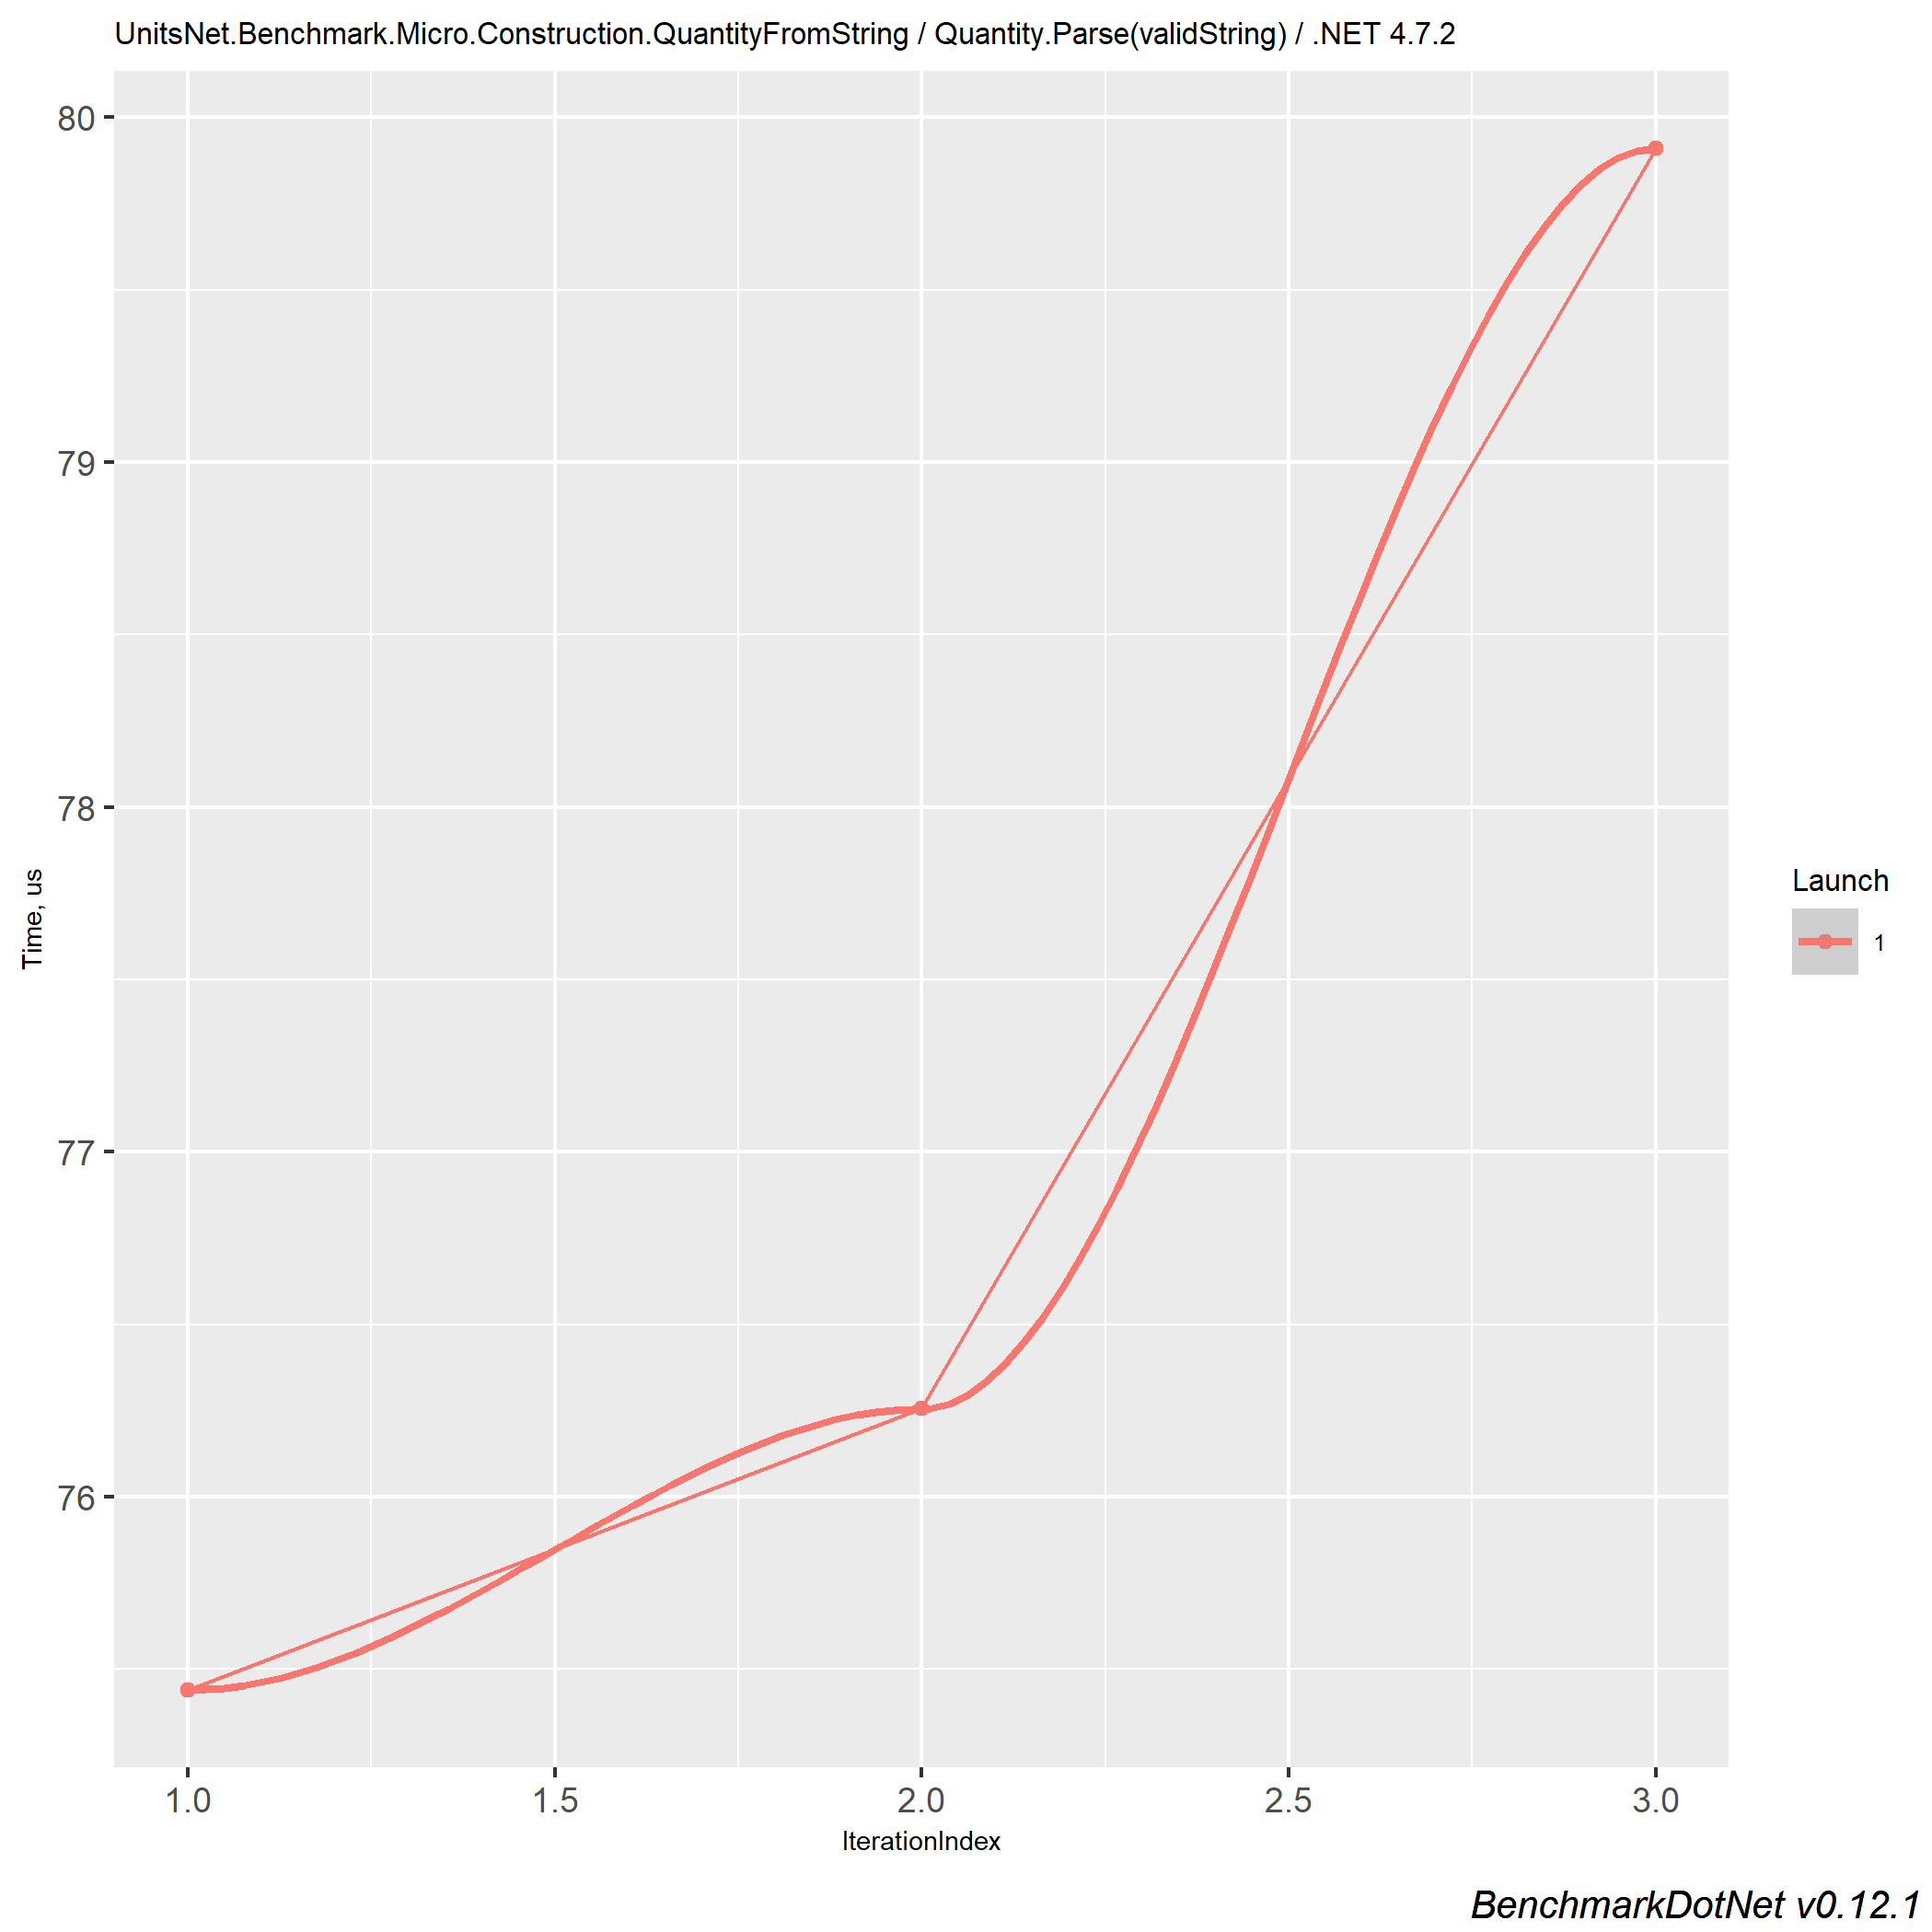 UnitsNet.Benchmark.Micro.Construction.QuantityFromString / Quantity.Parse(validString) / .NET 4.7.2
80
79
78
77
76
Time, us
1.0 1.5 2.0 2.5 3.0
IterationIndex
Launch
1
BenchmarkDotNet v0.12.1